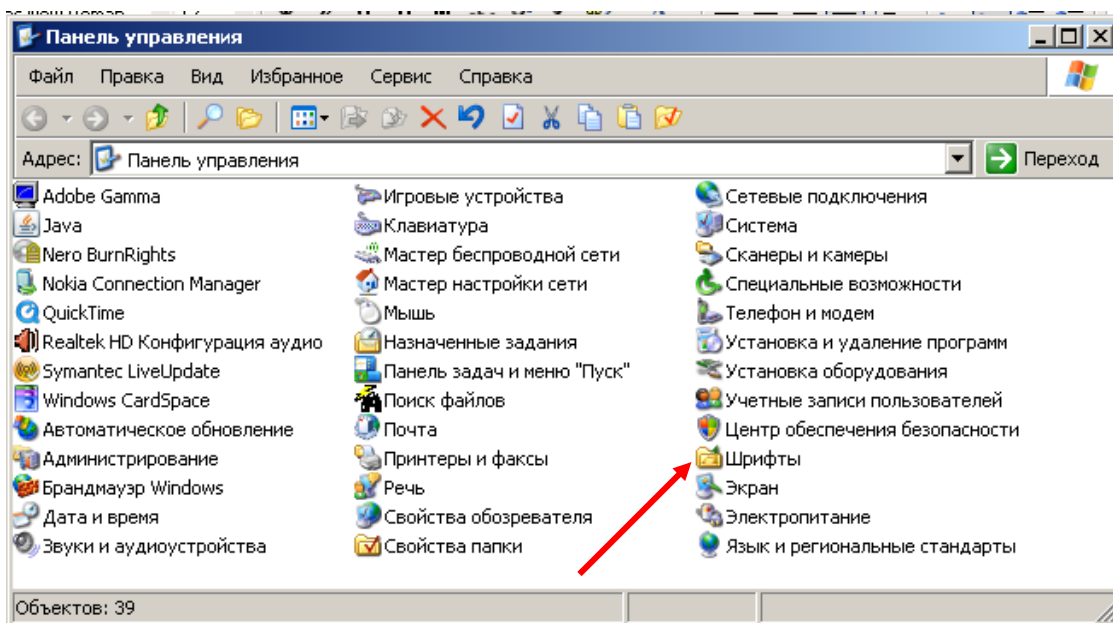 Панель управления
Файл Правка Вид Избранное Сервис Справка
Адрес: Панель управления Переход
Adobe Gamma
Java
Nero BurnRights
Nokia Connection Manager
QuickTime
Realtek HD Конфигурация аудио
Symantec LiveUpdate
Windows CardSpace
Автоматическое обновление
Администрирование
Брандмауэр Windows
Дата и время
Звуки и аудиоустройства
Игровые устройства
Клавиатура
Мастер беспроводной сети
Мастер настройки сети
Мышь
Назначенные задания
Панель задач и меню "Пуск"
Поиск файлов
Почта
Принтеры и факсы
Речь
Свойства обозревателя
Свойства папки
Сетевые подключения
Система
Сканеры и камеры
Специальные возможности
Телефон и модем
Установка и удаление программ
Установка оборудования
Учетные записи пользователей
Центр обеспечения безопасности
Шрифты
Экран
Электропитание
Язык и региональные стандарты
Объектов: 39